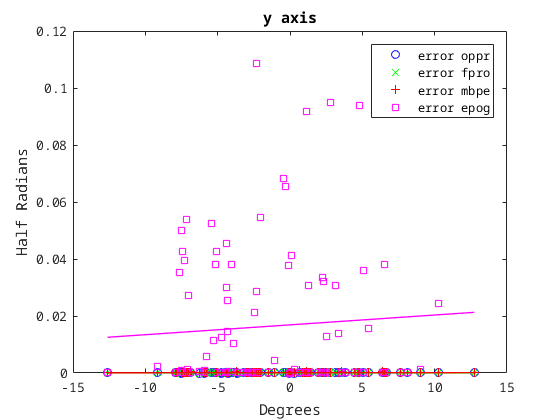 y axis
0.12
0.1
0.08
0.06
0.04
0.02
0
Half Radians
-15 -10 -5 0 5 10 15
Degrees
error oppr
error fpro
error mbpe
error epog